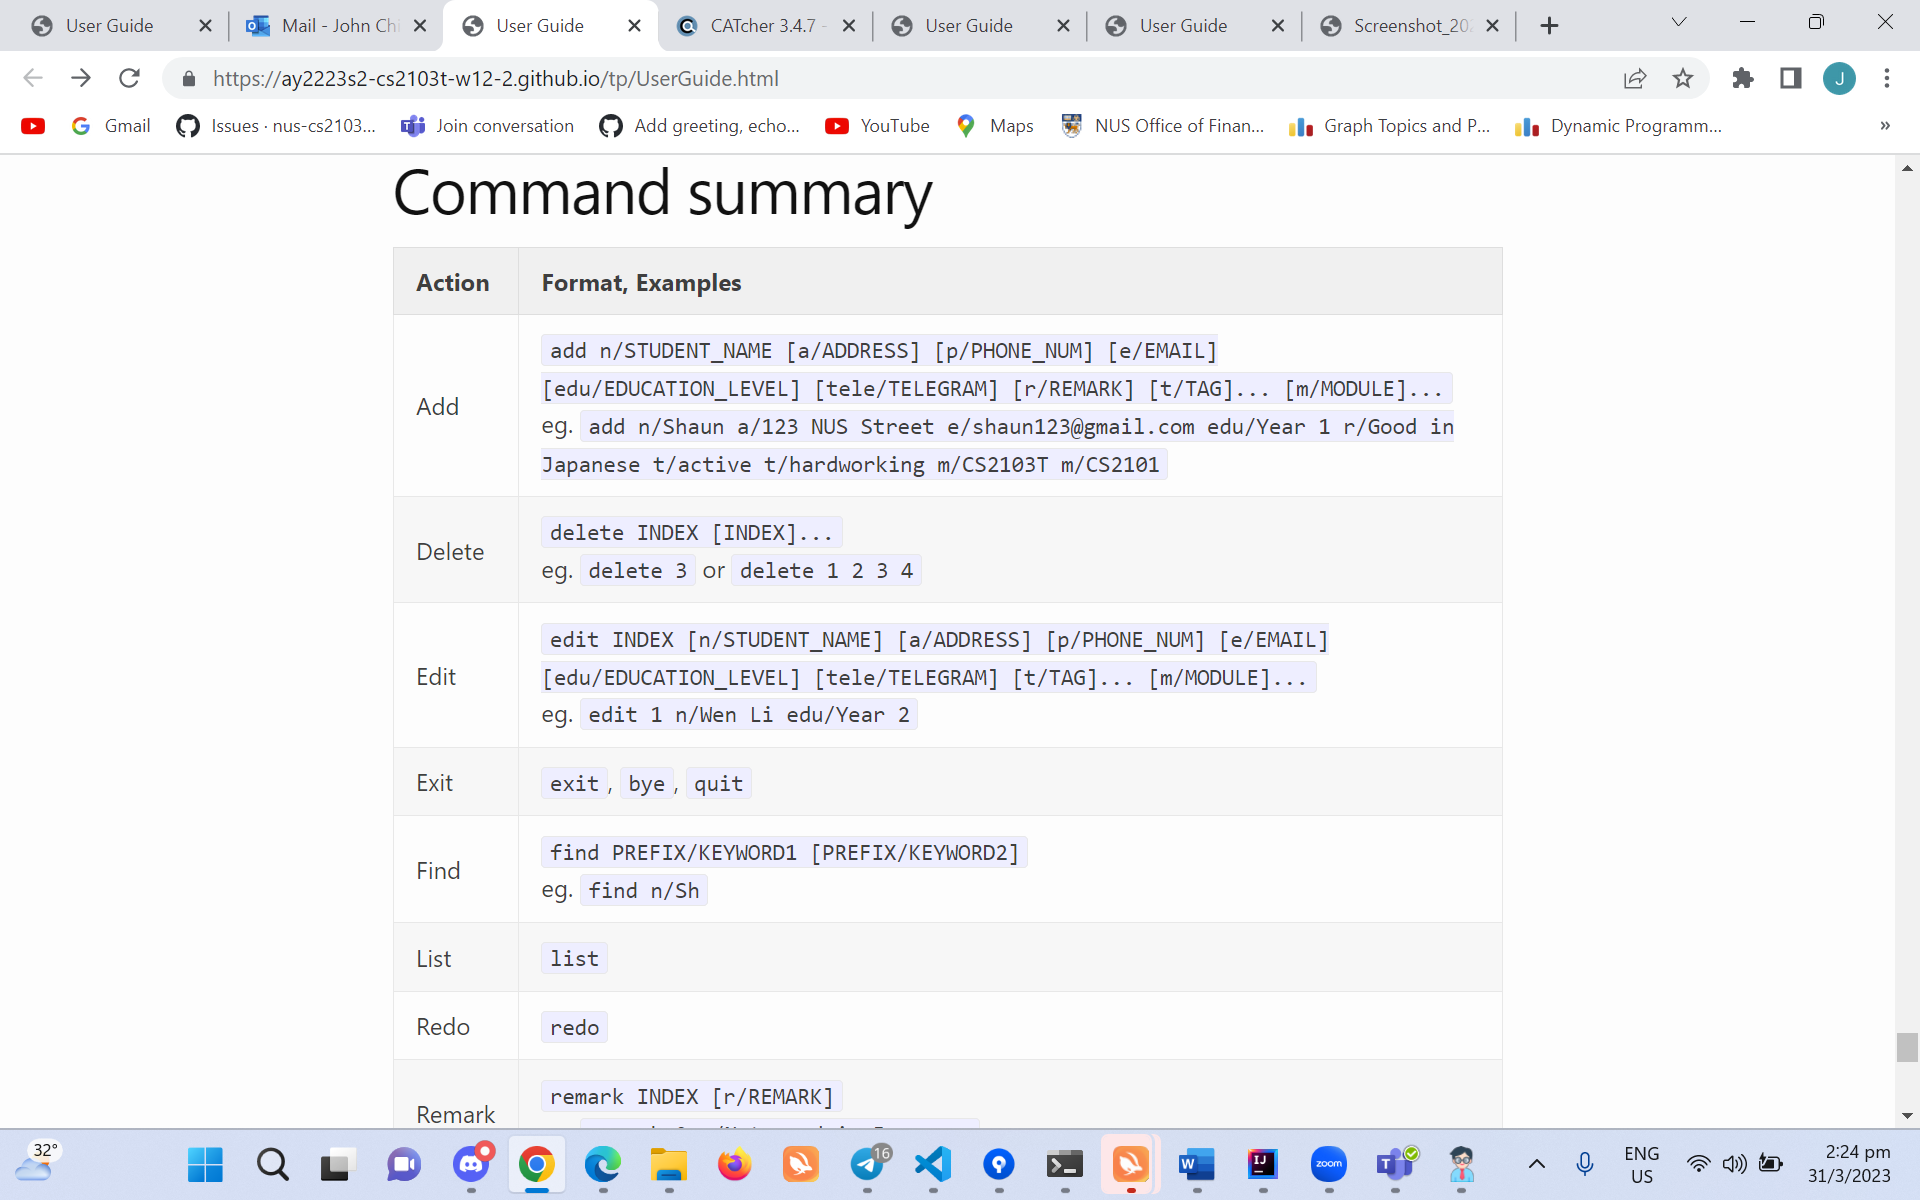 User Guide
Mail - John Chi
User Guide
CATcher 3.4.7 -
User Guide
User Guide
Screenshot_202
https://ay2223s2-cs2103t-w12-2.github.io/tp/UserGuide.html
J
Gmail
Issues · nus-cs2103...
Join conversation
Add greeting, echo...
YouTube
Maps
NUS Office of Finan...
Graph Topics and P...
Dynamic Programm...
»
Command summary
Action
Format, Examples
Add
add n/STUDENT_NAME [a/ADDRESS] [p/PHONE_NUM] [e/EMAIL]
[edu/EDUCATION_LEVEL] [tele/TELEGRAM] [r/REMARK] [t/TAG]... [m/MODULE]...
eg. add n/Shaun a/123 NUS Street e/shaun123@gmail.com edu/Year 1 r/Good in
Japanese t/active t/hardworking m/CS2103T m/CS2101
Delete
delete INDEX [INDEX]...
eg. delete 3 or delete 1 2 3 4
Edit
edit INDEX [n/STUDENT_NAME] [a/ADDRESS] [p/PHONE_NUM] [e/EMAIL]
[edu/EDUCATION_LEVEL] [tele/TELEGRAM] [t/TAG]... [m/MODULE]...
eg. edit 1 n/Wen Li edu/Year 2
Exit
exit, bye, quit
Find
find PREFIX/KEYWORD1 [PREFIX/KEYWORD2]
eg. find n/Sh
List
list
Redo
redo
Remark
remark INDEX [r/REMARK]
32°
16
zoom
ENG
US
2:24 pm
31/3/2023